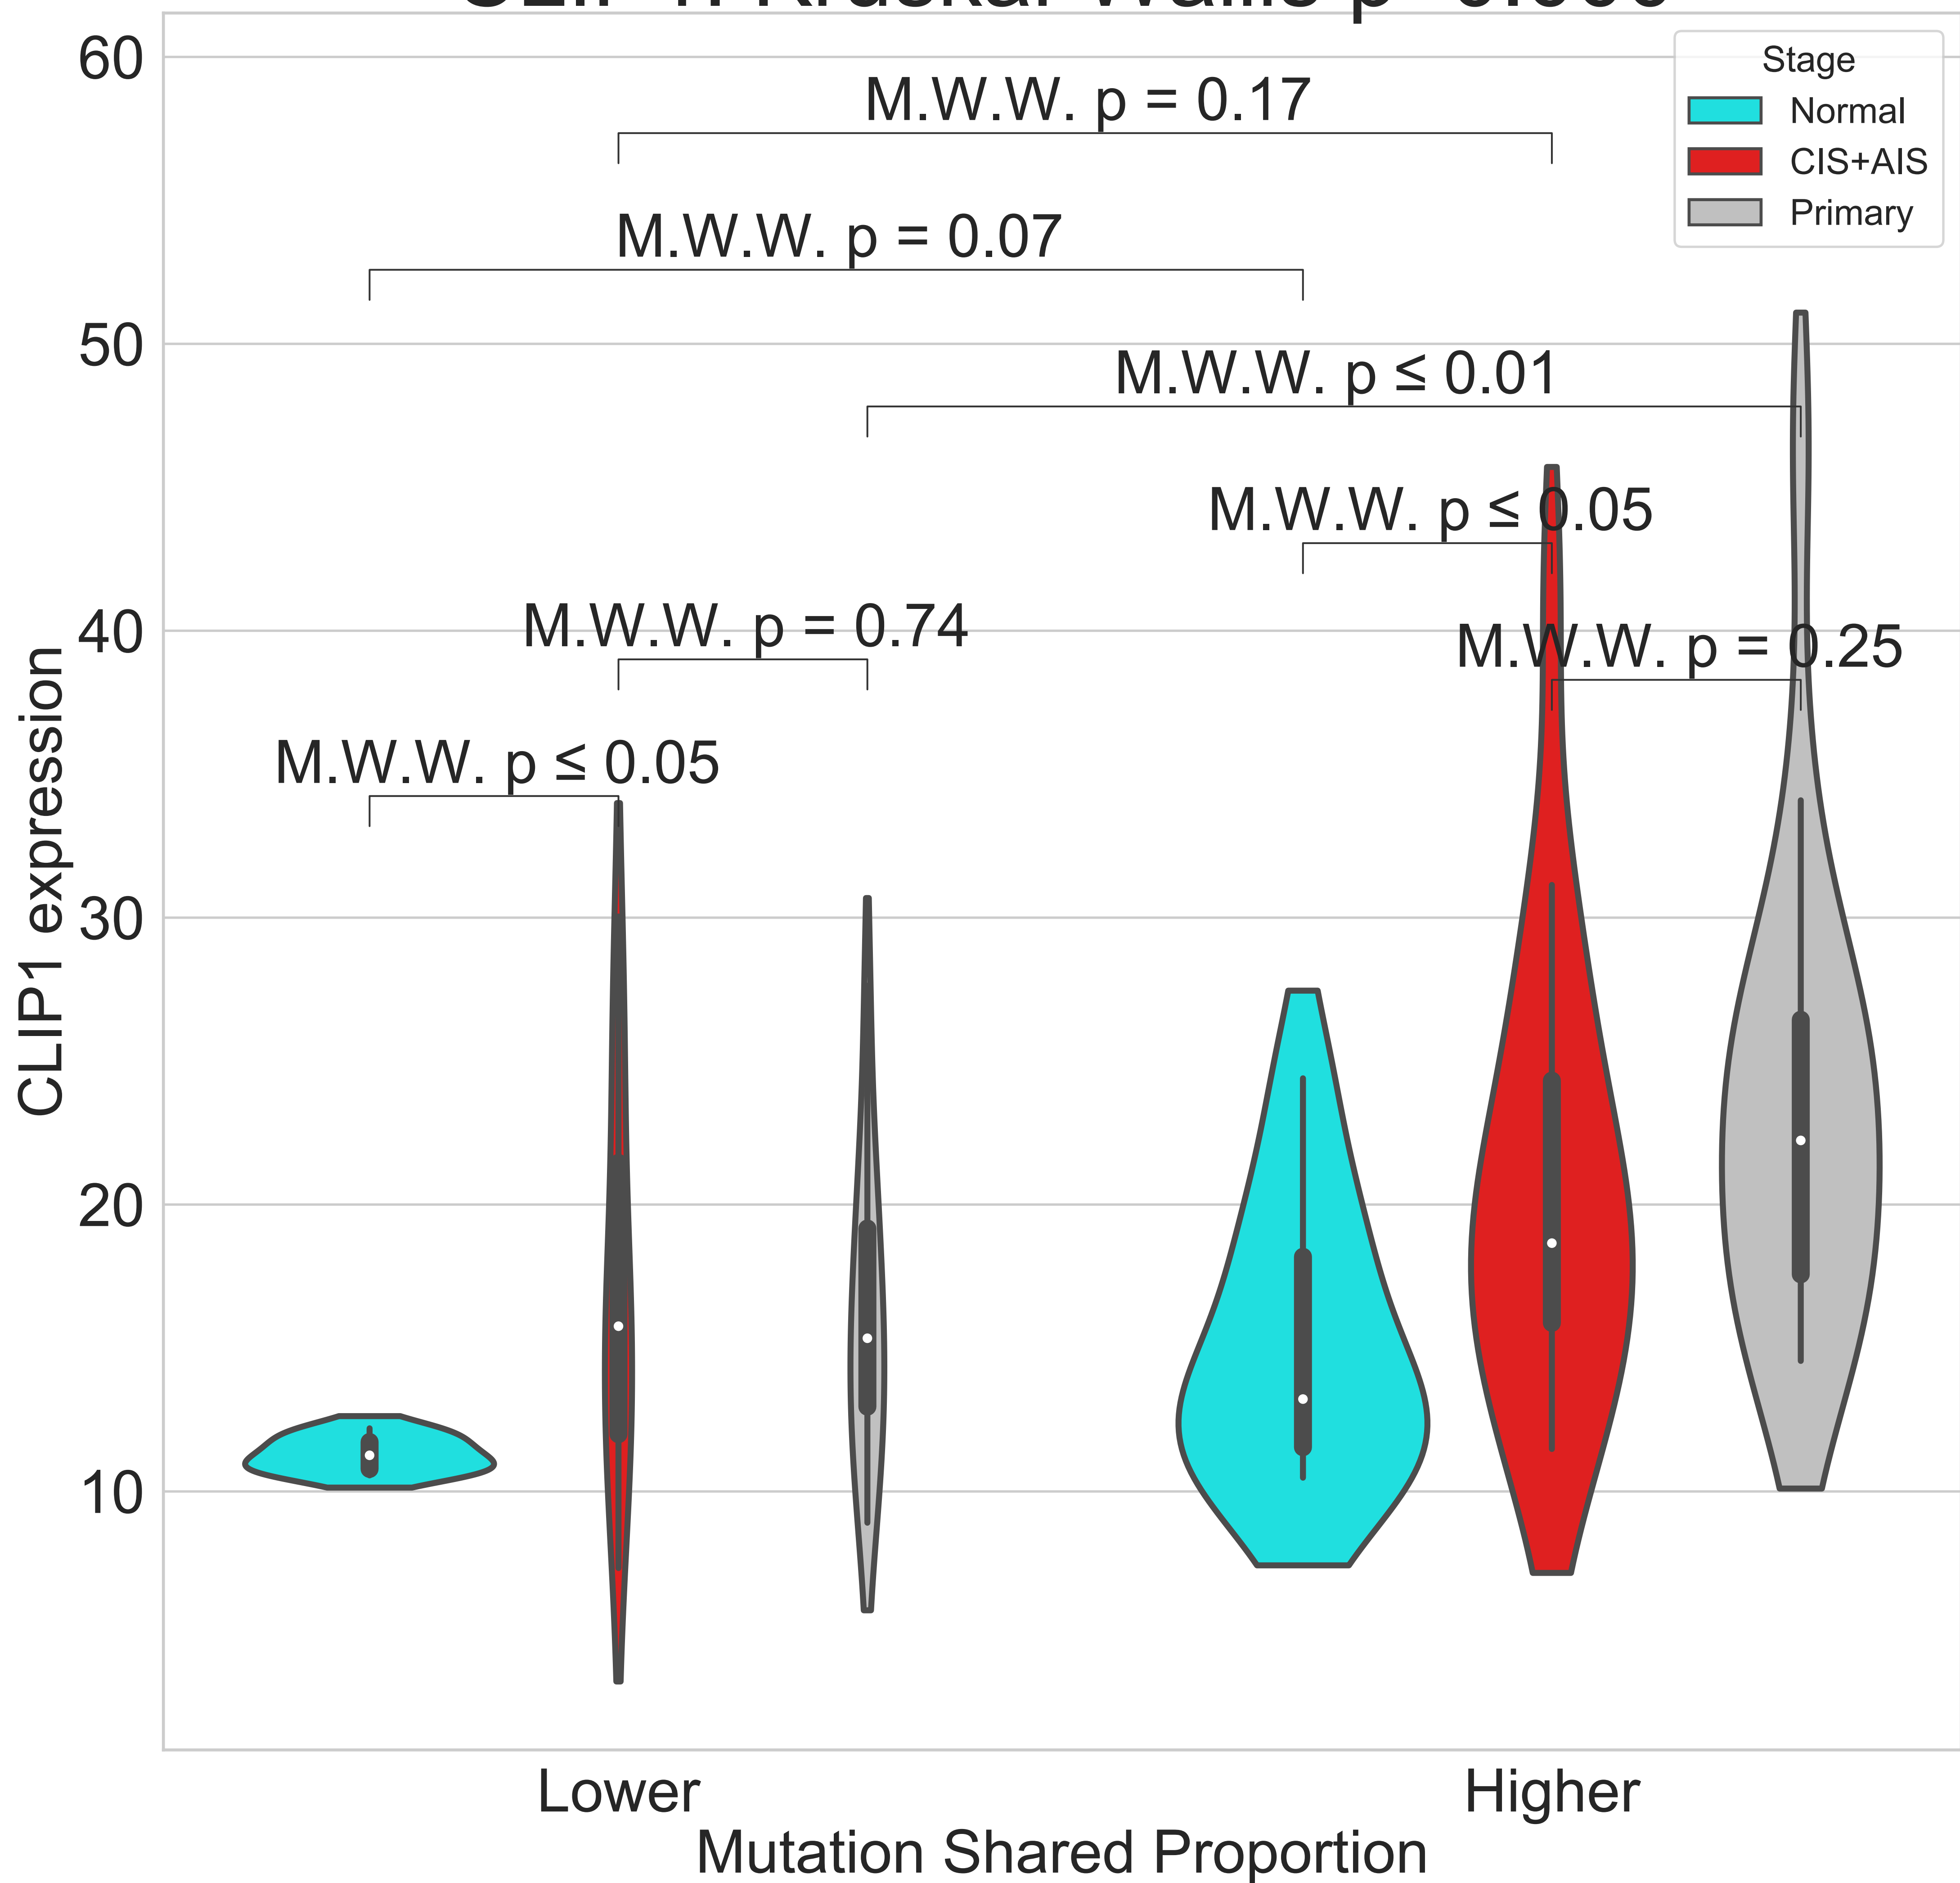 60
M.W.W. p = 0.17
Stage
Normal
CIS+AIS
Primary
M.W.W. p = 0.07
50
M.W.W. p ≤ 0.01
M.W.W. p ≤ 0.05
40
M.W.W. p = 0.74
M.W.W. p = 0.25
M.W.W. p ≤ 0.05
CLIP1 expression
30
20
10
Lower
Higher
Mutation Shared Proportion